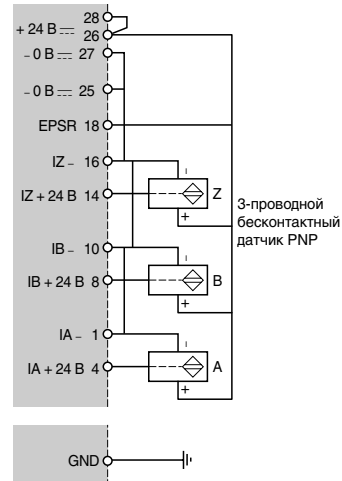 28
+ 24 В ⎓ 26
– 0 В ⎓ 27
– 0 В ⎓ 25
EPSR 18
IZ – 16
IZ + 24 В 14
Z
3-проводной
бесконтактный
датчик PNP
IB – 10
IB + 24 В 8
B
IA – 1
IA + 24 В 4
A
– 
+
–
+
–
+
GND